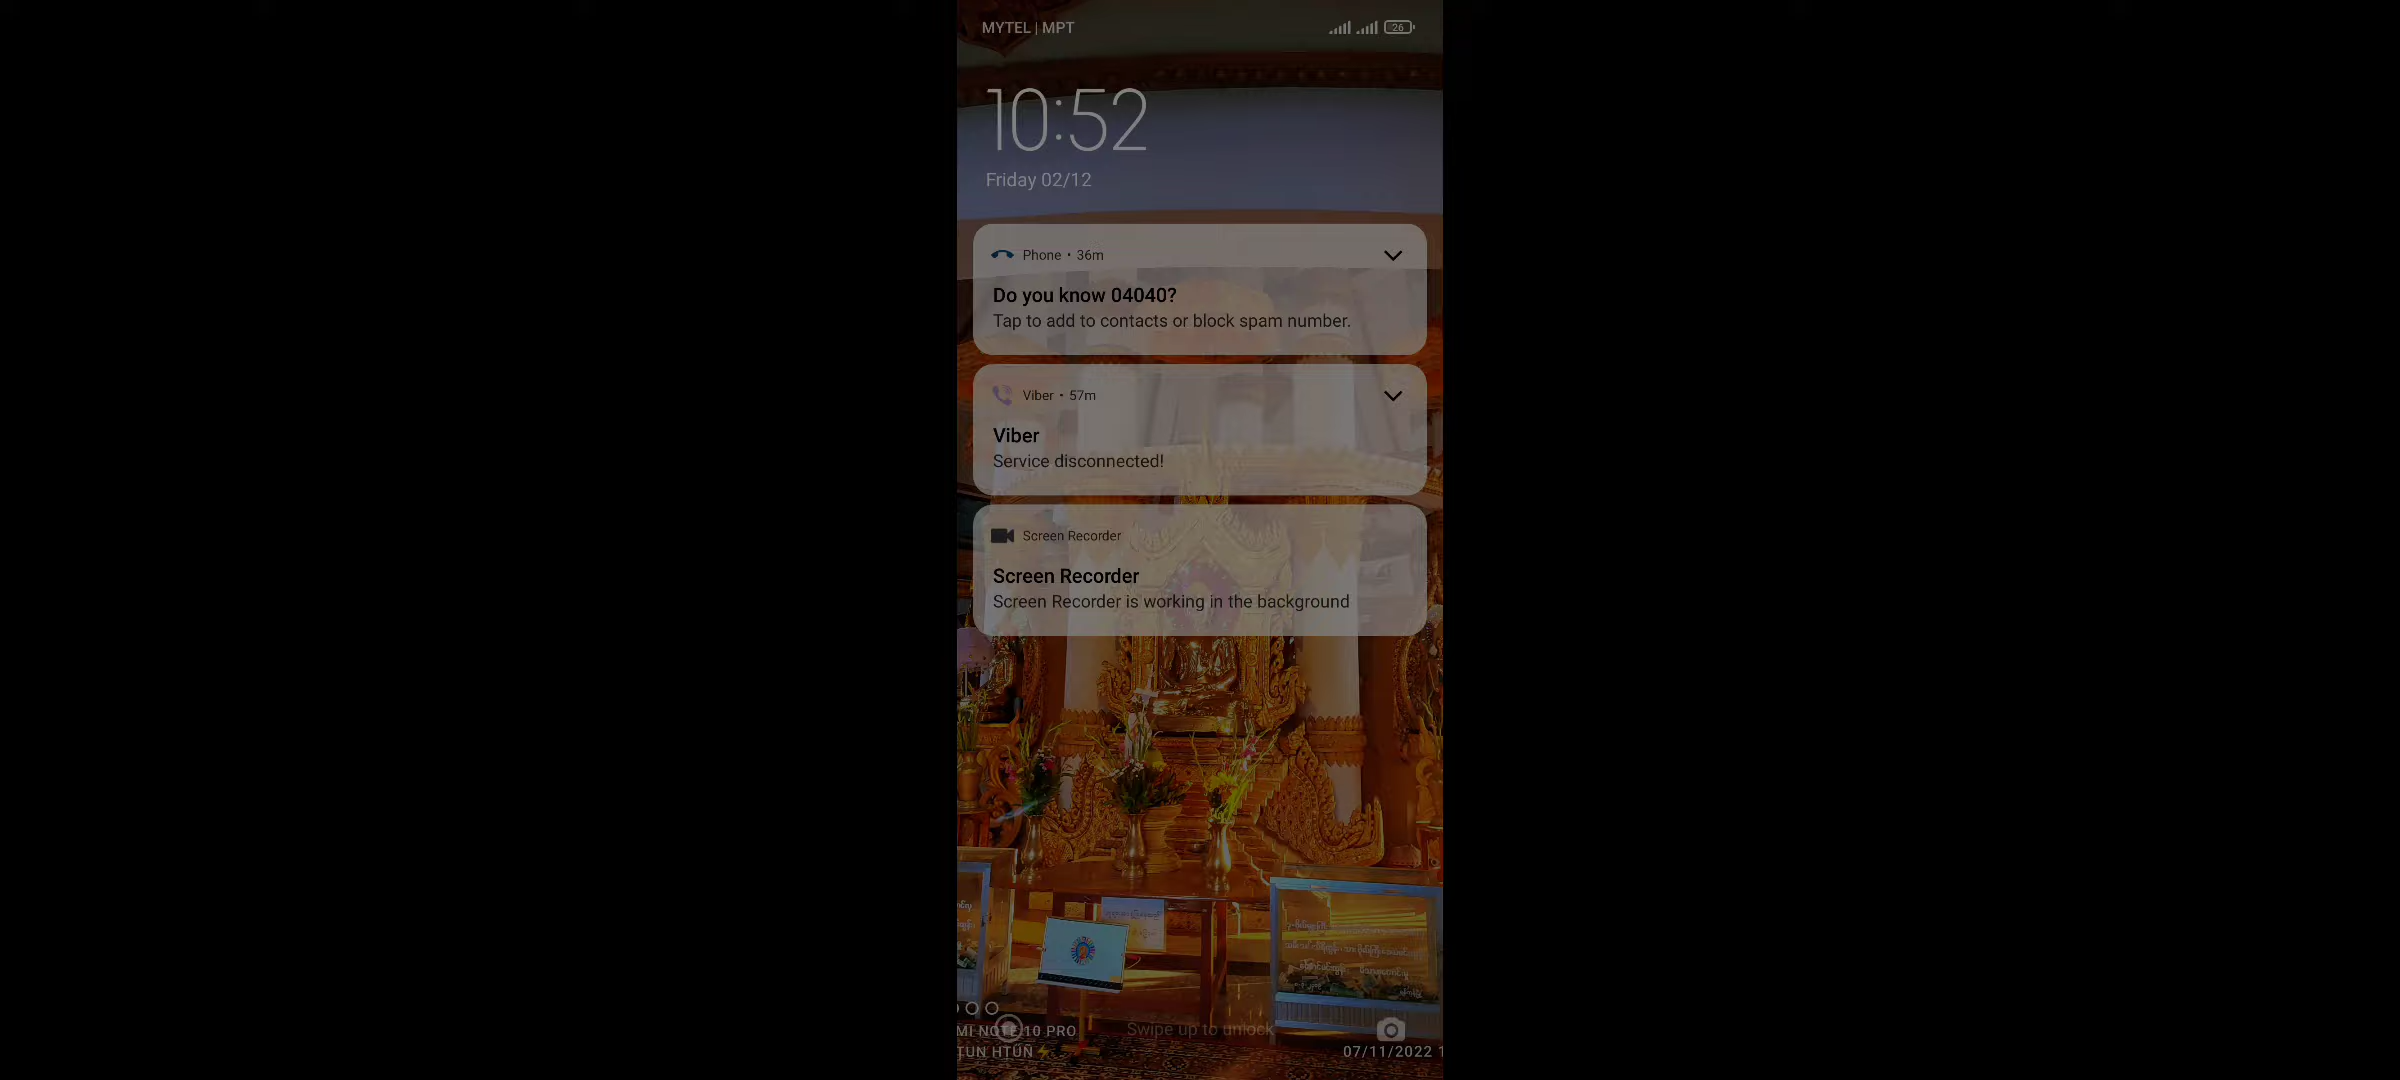 MYTEL | MPT
26
10:52
Friday 02/12
Phone • 36m
Do you know 04040?
Tap to add to contacts or block spam number.
Viber • 57m
Viber
Service disconnected!
Screen Recorder
Screen Recorder
Screen Recorder is working in the background
Swipe up to unlock
MI NOTE 10 PRO
07/11/2022 1